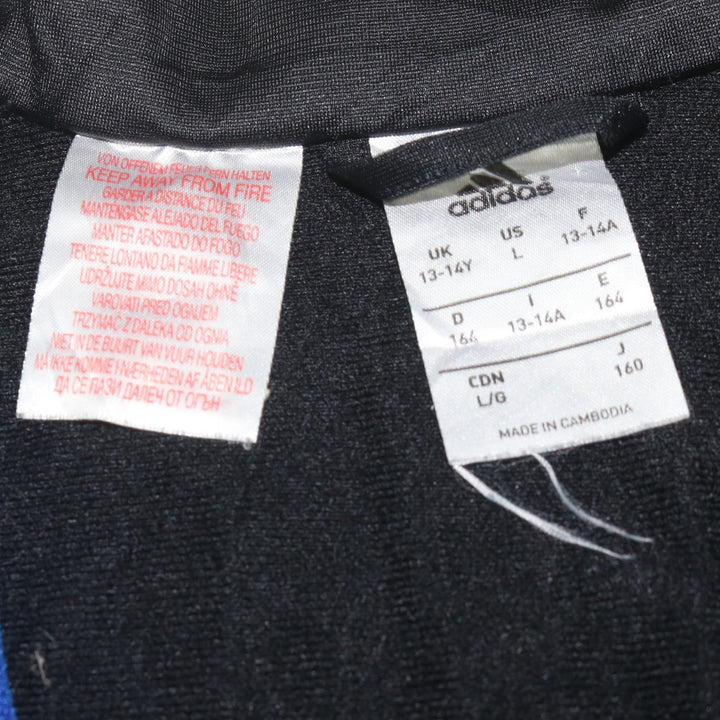 VON OFFENEM FEUER FERN HALTEN
KEEP AWAY FROM FIRE
GARDER A DISTANCE DU FEU
MANTENGASE ALEJADO DEL FUEGO
MANTER AFASTADO DO FOGO
TENERE LONTANO DA FIAMME LIBERE
UDRŽUJTE MIMO DOSAH OHNĚ
VAROVATI PRED OGNJEM
TRZYMAĆ Z DALEKA OD OGNIA
NIET IN DE BUURT VAN VUUR HOUDEN
MÅ IKKE KOMME I NÆRHEDEN AF ÅBEN ILD
ДА СЕ ПАЗИ ДАЛЕЧ ОТ ОГЪН
adidas
UK US F
13-14Y L 13-14A
D I E
164 13-14A 164
CDN J
L/G 160
MADE IN CAMBODIA